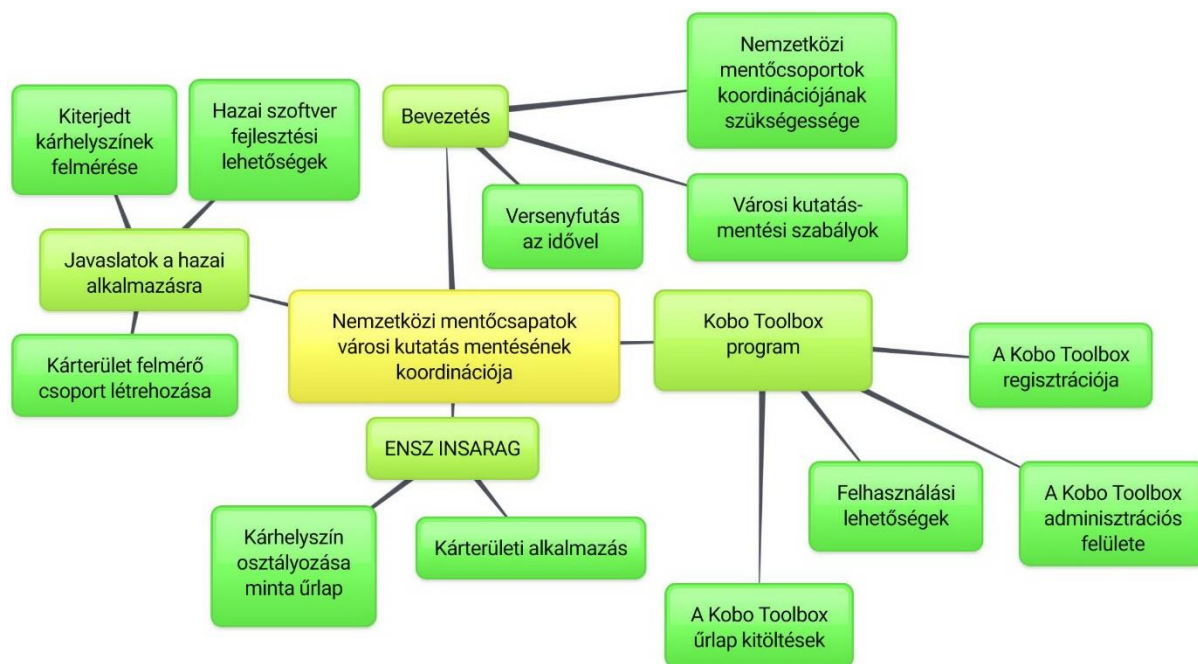 Nemzetközi
mentőcsoportok
koordinációjának
szükségessége
Bevezetés
Kiterjedt
kárhelyszínek
felmérése
Hazai szoftver
fejlesztési
lehetőségek
Versenyfutás
az idővel
Városi kutatás-
mentési szabályok
Javaslatok a hazai
alkalmazásra
Nemzetközi mentőcsapatok
városi kutatás mentésének
koordinációja
Kobo Toolbox
program
A Kobo Toolbox
regisztrációja
Kárterület felmérő
csoport létrehozása
ENSZ INSARAG
Felhasználási
lehetőségek
A Kobo Toolbox
adminisztrációs
felülete
Kárhelyszín
osztályozása
minta űrlap
Kárterületi alkalmazás
A Kobo Toolbox
űrlap kitöltések